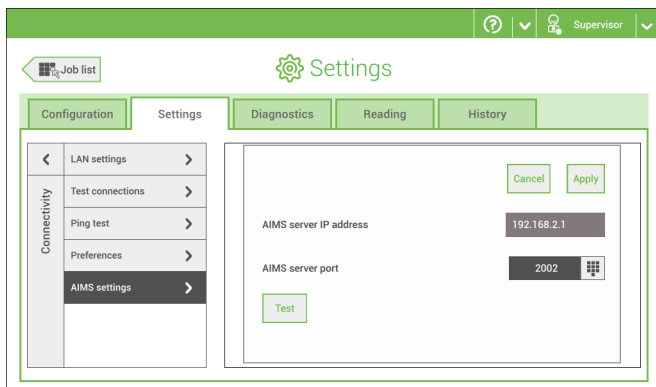 Supervisor
Job list
Settings
Configuration
Settings
Diagnostics
Reading
History
Connectivity
LAN settings
Test connections
Ping test
Preferences
AIMS settings
Cancel
Apply
AIMS server IP address
192.168.2.1
AIMS server port
2002
Test